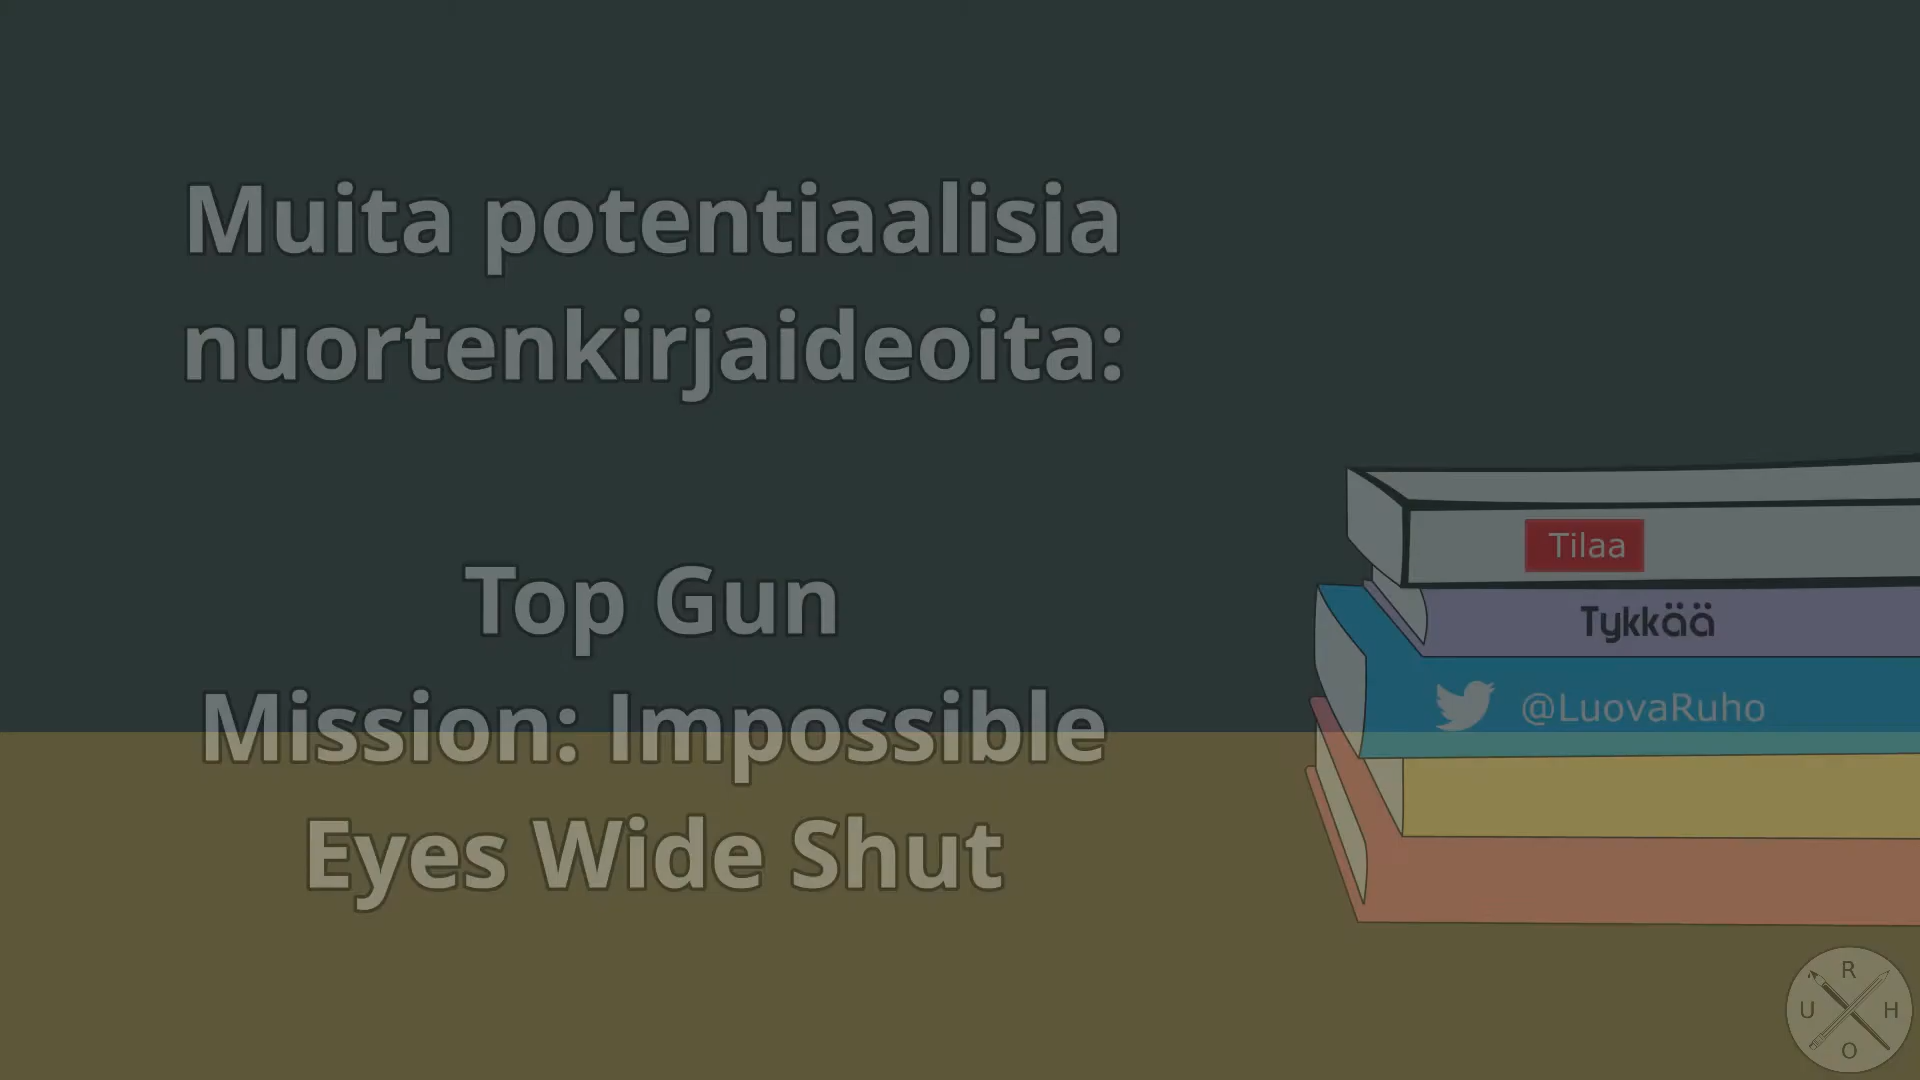 Muita potentiaalisia
nuortenkirjaideoita:
Top Gun
Mission: Impossible
Eyes Wide Shut
Tilaa
Tykkää
@LuovaRuho
R
U H
O